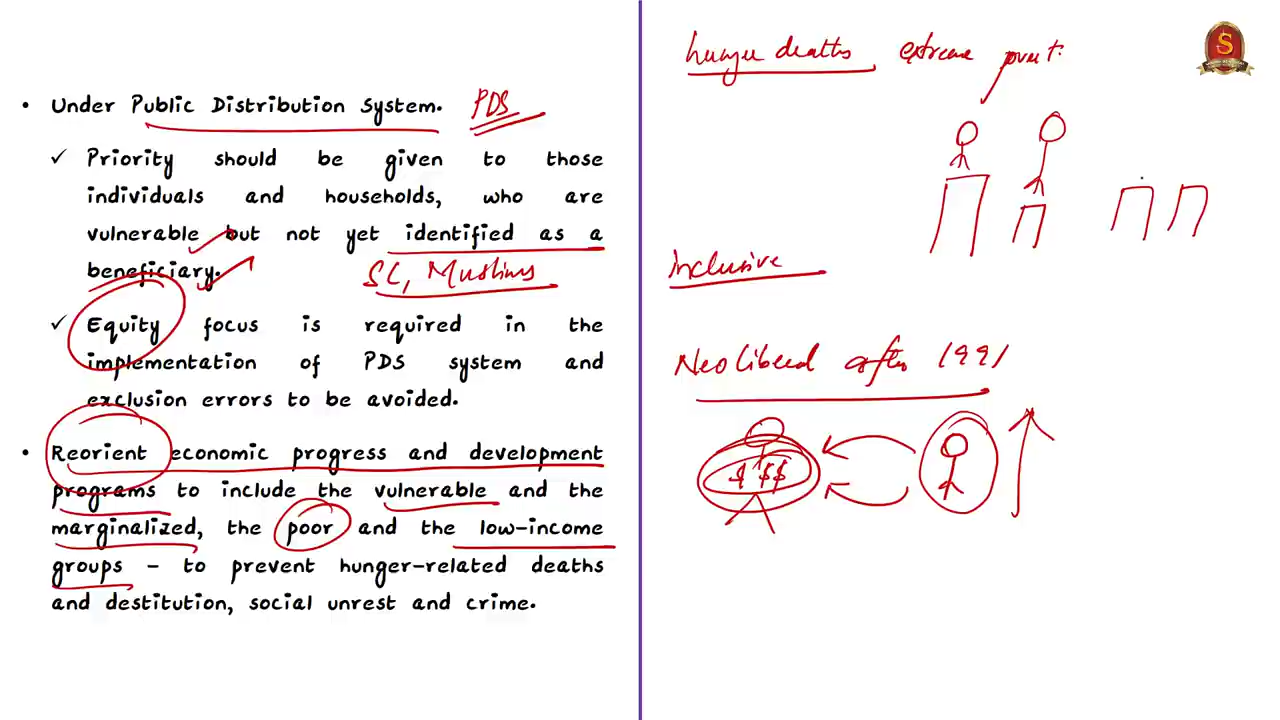 • Under Public Distribution System. PDS
✓ Priority should be given to those
individuals and households, who are
vulnerable but not yet identified as a
beneficiary. SC, Muslims
✓ Equity focus is required in the
implementation of PDS system and
exclusion errors to be avoided.
• Reorient economic progress and development
programs to include the vulnerable and the
marginalized, the poor and the low-income
groups – to prevent hunger-related deaths
and destitution, social unrest and crime.
hunger deaths extreme povert
inclusive
Neoliberal after 1991
$$$
S